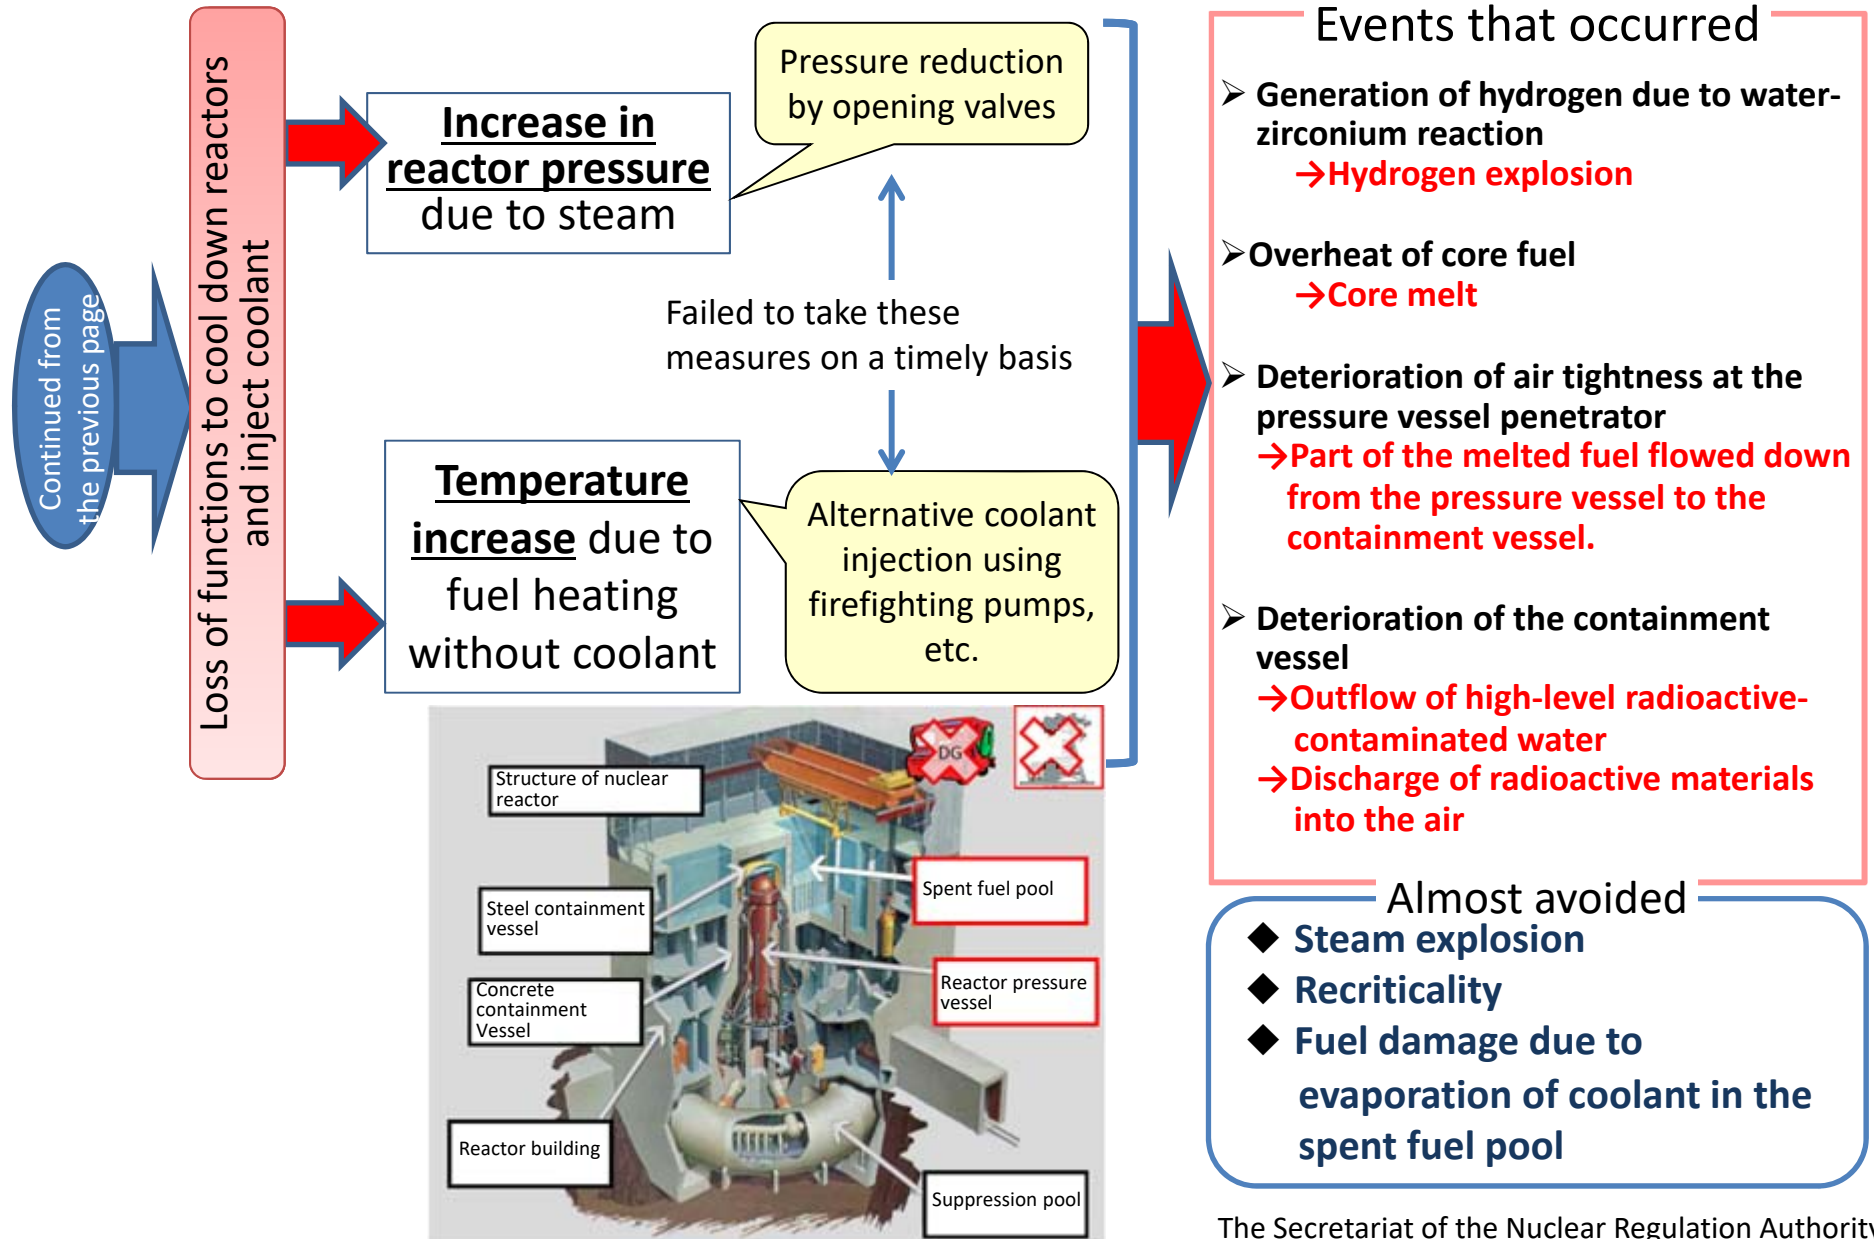 Continued from
the previous page
Loss of functions to cool down reactors
and inject coolant
Increase in
reactor pressure
due to steam
Pressure reduction
by opening valves
Failed to take these
measures on a timely basis
Temperature
increase due to
fuel heating
without coolant
Alternative coolant
injection using
firefighting pumps,
etc.
DG
Structure of nuclear
reactor
Steel containment
vessel
Concrete
containment
Vessel
Reactor building
Spent fuel pool
Reactor pressure
vessel
Suppression pool
Events that occurred
➢ Generation of hydrogen due to water-
zirconium reaction
→Hydrogen explosion
➢Overheat of core fuel
→Core melt
➢ Deterioration of air tightness at the
pressure vessel penetrator
→Part of the melted fuel flowed down
from the pressure vessel to the
containment vessel.
➢ Deterioration of the containment
vessel
→Outflow of high-level radioactive-
contaminated water
→Discharge of radioactive materials
into the air
Almost avoided
◆ Steam explosion
◆ Recriticality
◆ Fuel damage due to
evaporation of coolant in the
spent fuel pool
The Secretariat of the Nuclear Regulation Authority